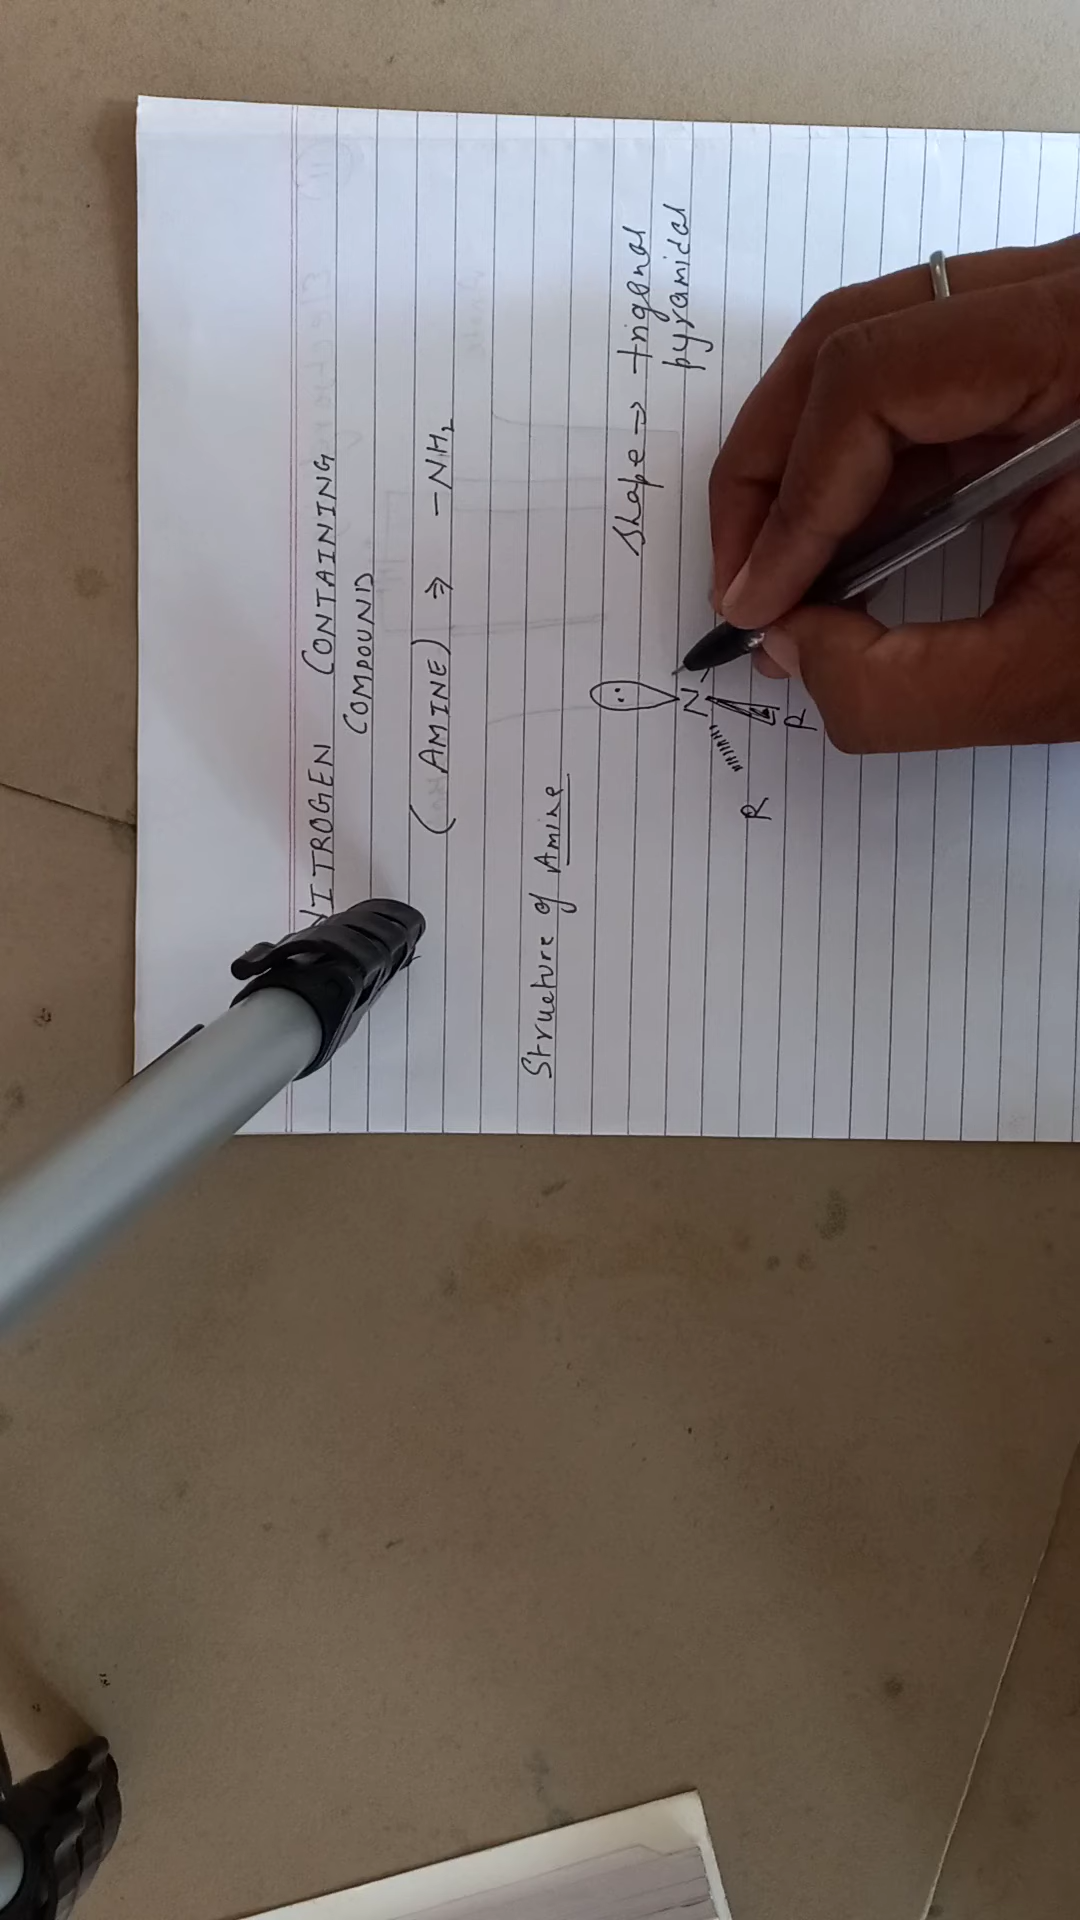 NITROGEN CONTAINING
COMPOUND
(AMINE) ⇒ -NH₂
Structure of Amine
Shape → trigonal
pyramidal
N
R
R